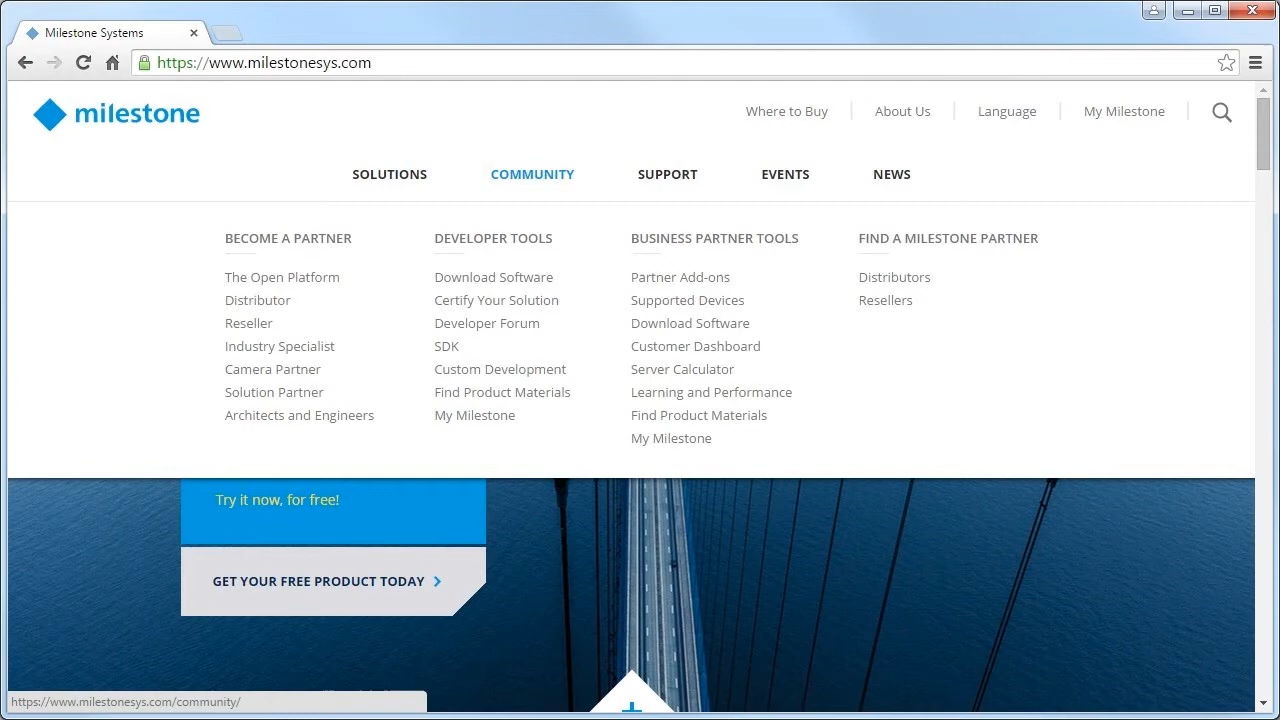 Milestone Systems
https://www.milestonesys.com
milestone
Where to Buy
About Us
Language
My Milestone
SOLUTIONS
COMMUNITY
SUPPORT
EVENTS
NEWS
BECOME A PARTNER
The Open Platform
Distributor
Reseller
Industry Specialist
Camera Partner
Solution Partner
Architects and Engineers
DEVELOPER TOOLS
Download Software
Certify Your Solution
Developer Forum
SDK
Custom Development
Find Product Materials
My Milestone
BUSINESS PARTNER TOOLS
Partner Add-ons
Supported Devices
Download Software
Customer Dashboard
Server Calculator
Learning and Performance
Find Product Materials
My Milestone
FIND A MILESTONE PARTNER
Distributors
Resellers
Try it now, for free!
GET YOUR FREE PRODUCT TODAY
https://www.milestonesys.com/community/